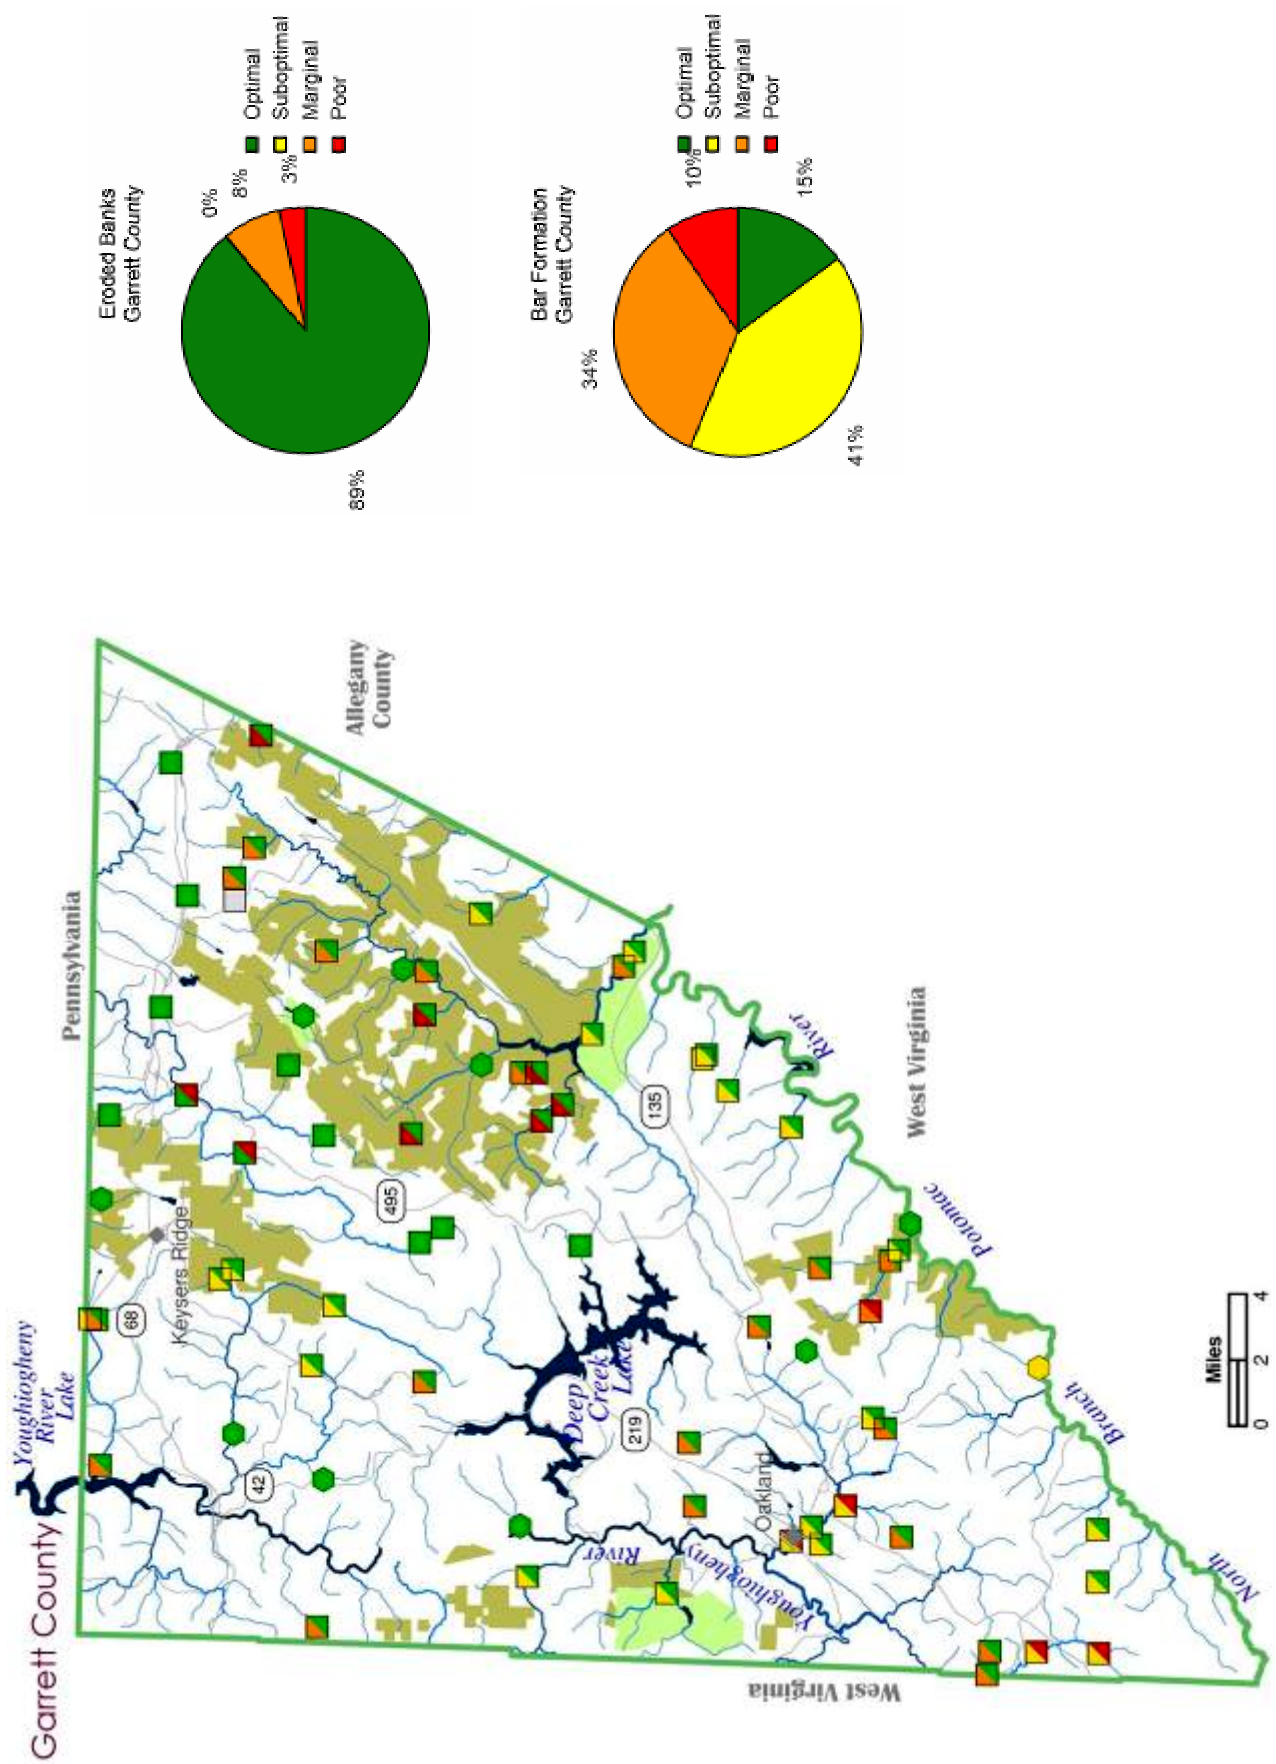 Garrett County
Youghiogheny
River
Lake
Pennsylvania
68
Keysers Ridge
42
495
Allegany
County
Deep
Creek
Lake
219
135
Oakland
Youghiogheny
River
West Virginia
River
West Virginia
Potomac
Branch
North
Miles
0 2 4
Eroded Banks
Garrett County
0%
8%
3%
89%
Optimal
Suboptimal
Marginal
Poor
Bar Formation
Garrett County
34%
10%
15%
41%
Optimal
Suboptimal
Marginal
Poor